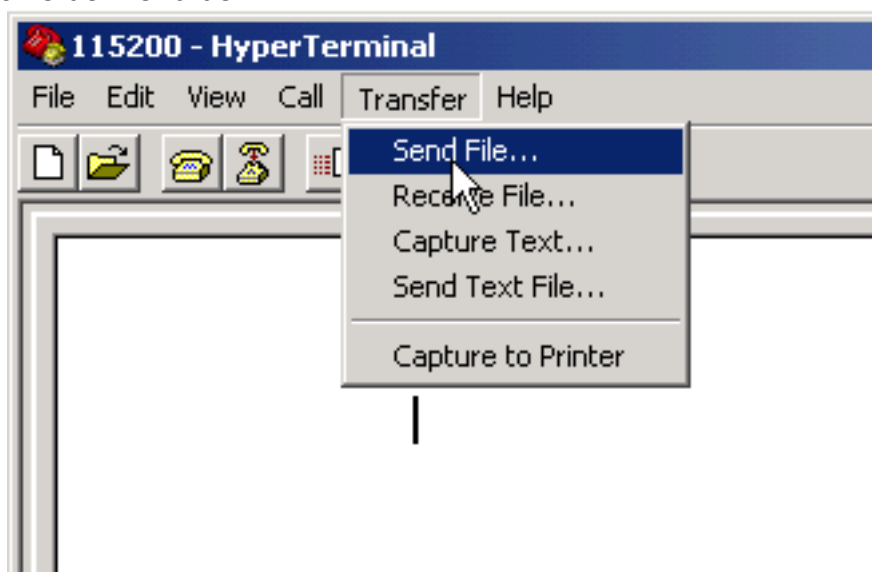 115200 - HyperTerminal
File Edit View Call Transfer Help
Send File...
Receive File...
Capture Text...
Send Text File...
Capture to Printer